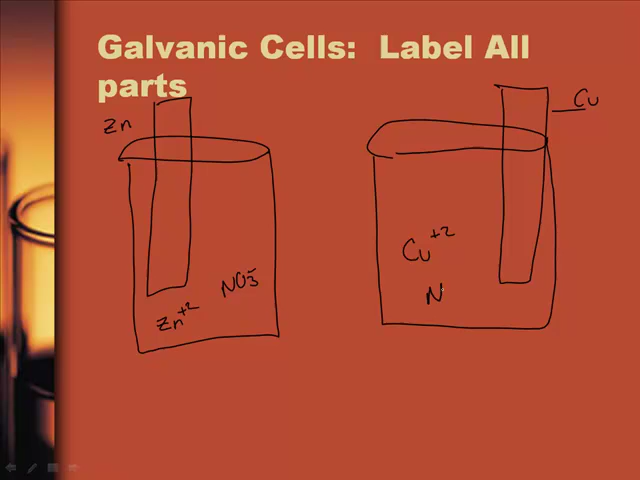 Galvanic Cells: Label All
parts
Zn
Cu
Zn+2
NO3-
Cu+2
N